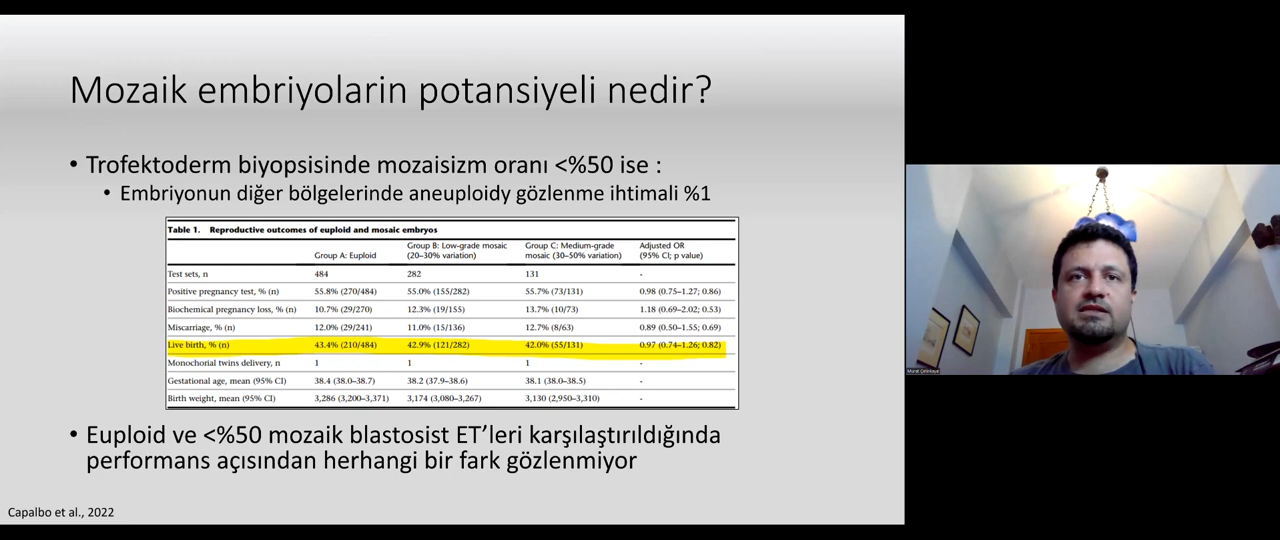 Mozaik embriyolarin potansiyeli nedir?
• Trofektoderm biyopsisinde mozaisizm oranı <%50 ise :
• Embriyonun diğer bölgelerinde aneuploidy gözlenme ihtimali %1
Table 1. Reproductive outcomes of euploid and mosaic embryos
Group A: Euploid Group B: Low-grade mosaic (20–30% variation) Group C: Medium-grade mosaic (30–50% variation) Adjusted OR (95% CI; p value)
Test sets, n 484 282 131 -
Positive pregnancy test, % (n) 55.8% (270/484) 55.0% (155/282) 55.7% (73/131) 0.98 (0.75–1.27; 0.86)
Biochemical pregnancy loss, % (n) 10.7% (29/270) 12.3% (19/155) 13.7% (10/73) 1.18 (0.69–2.02; 0.53)
Miscarriage, % (n) 12.0% (29/241) 11.0% (15/136) 12.7% (8/63) 0.89 (0.50–1.55; 0.69)
Live birth, % (n) 43.4% (210/484) 42.9% (121/282) 42.0% (55/131) 0.97 (0.74–1.26; 0.82)
Monochorial twins delivery, n 1 1 1 -
Gestational age, mean (95% CI) 38.4 (38.0–38.7) 38.2 (37.9–38.6) 38.1 (38.0–38.5) -
Birth weight, mean (95% CI) 3,286 (3,200–3,371) 3,174 (3,080–3,267) 3,130 (2,950–3,310) -
• Euploid ve <%50 mozaik blastosist ET’leri karşılaştırıldığında
performans açısından herhangi bir fark gözlenmiyor
Capalbo et al., 2022
Murat Çetinkaya